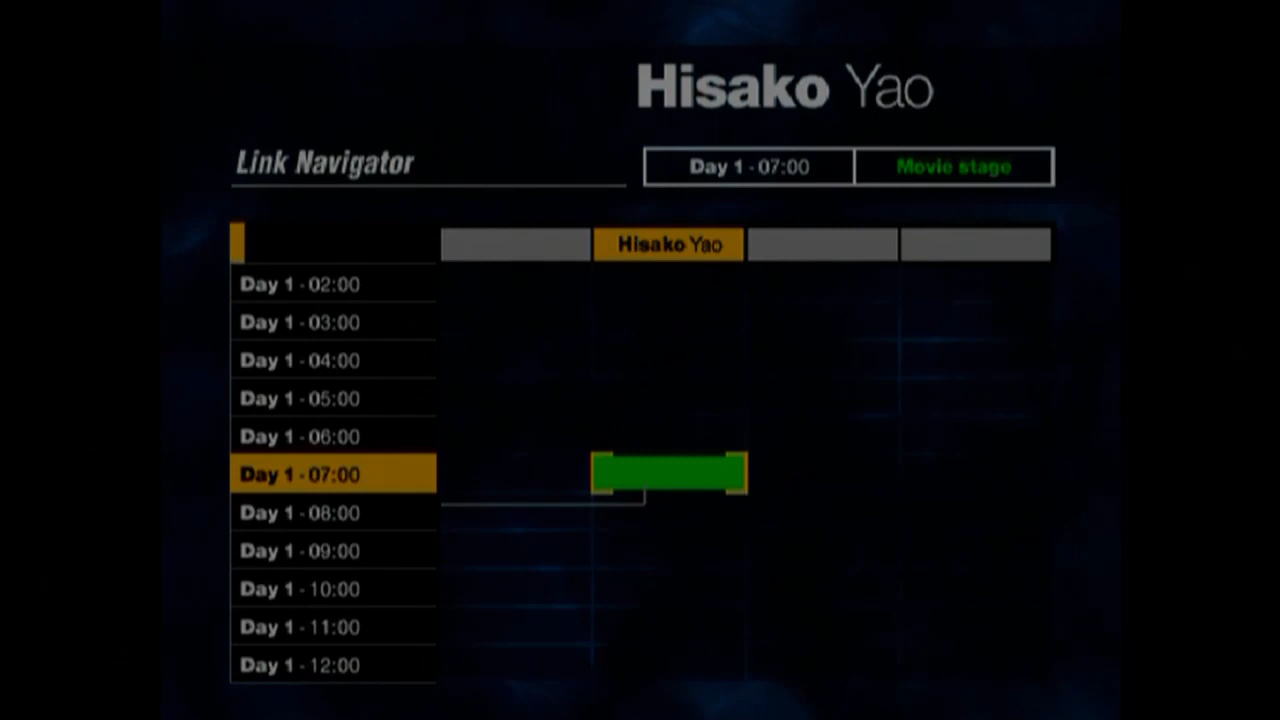 Hisako Yao
Link Navigator
Day 1 - 07:00 Movie stage
Hisako Yao
Day 1 - 02:00
Day 1 - 03:00
Day 1 - 04:00
Day 1 - 05:00
Day 1 - 06:00
Day 1 - 07:00
Day 1 - 08:00
Day 1 - 09:00
Day 1 - 10:00
Day 1 - 11:00
Day 1 - 12:00